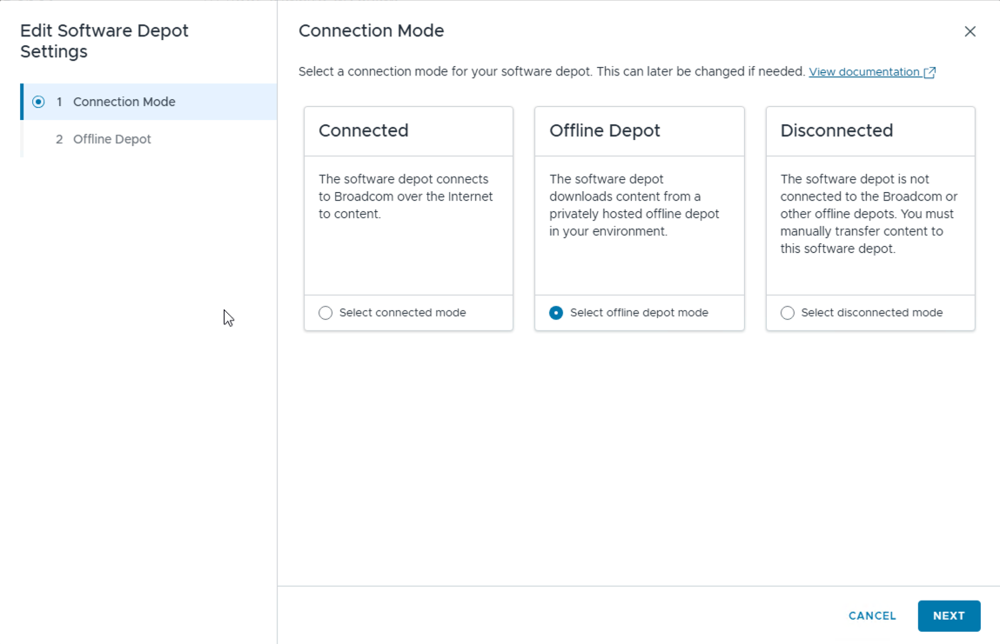 Edit Software Depot
Settings
1 Connection Mode
2 Offline Depot
Connection Mode
Select a connection mode for your software depot. This can later be changed if needed. View documentation
Connected
The software depot connects
to Broadcom over the Internet
to content.
Select connected mode
Offline Depot
The software depot
downloads content from a
privately hosted offline depot
in your environment.
Select offline depot mode
Disconnected
The software depot is not
connected to the Broadcom or
other offline depots. You must
manually transfer content to
this software depot.
Select disconnected mode
CANCEL
NEXT